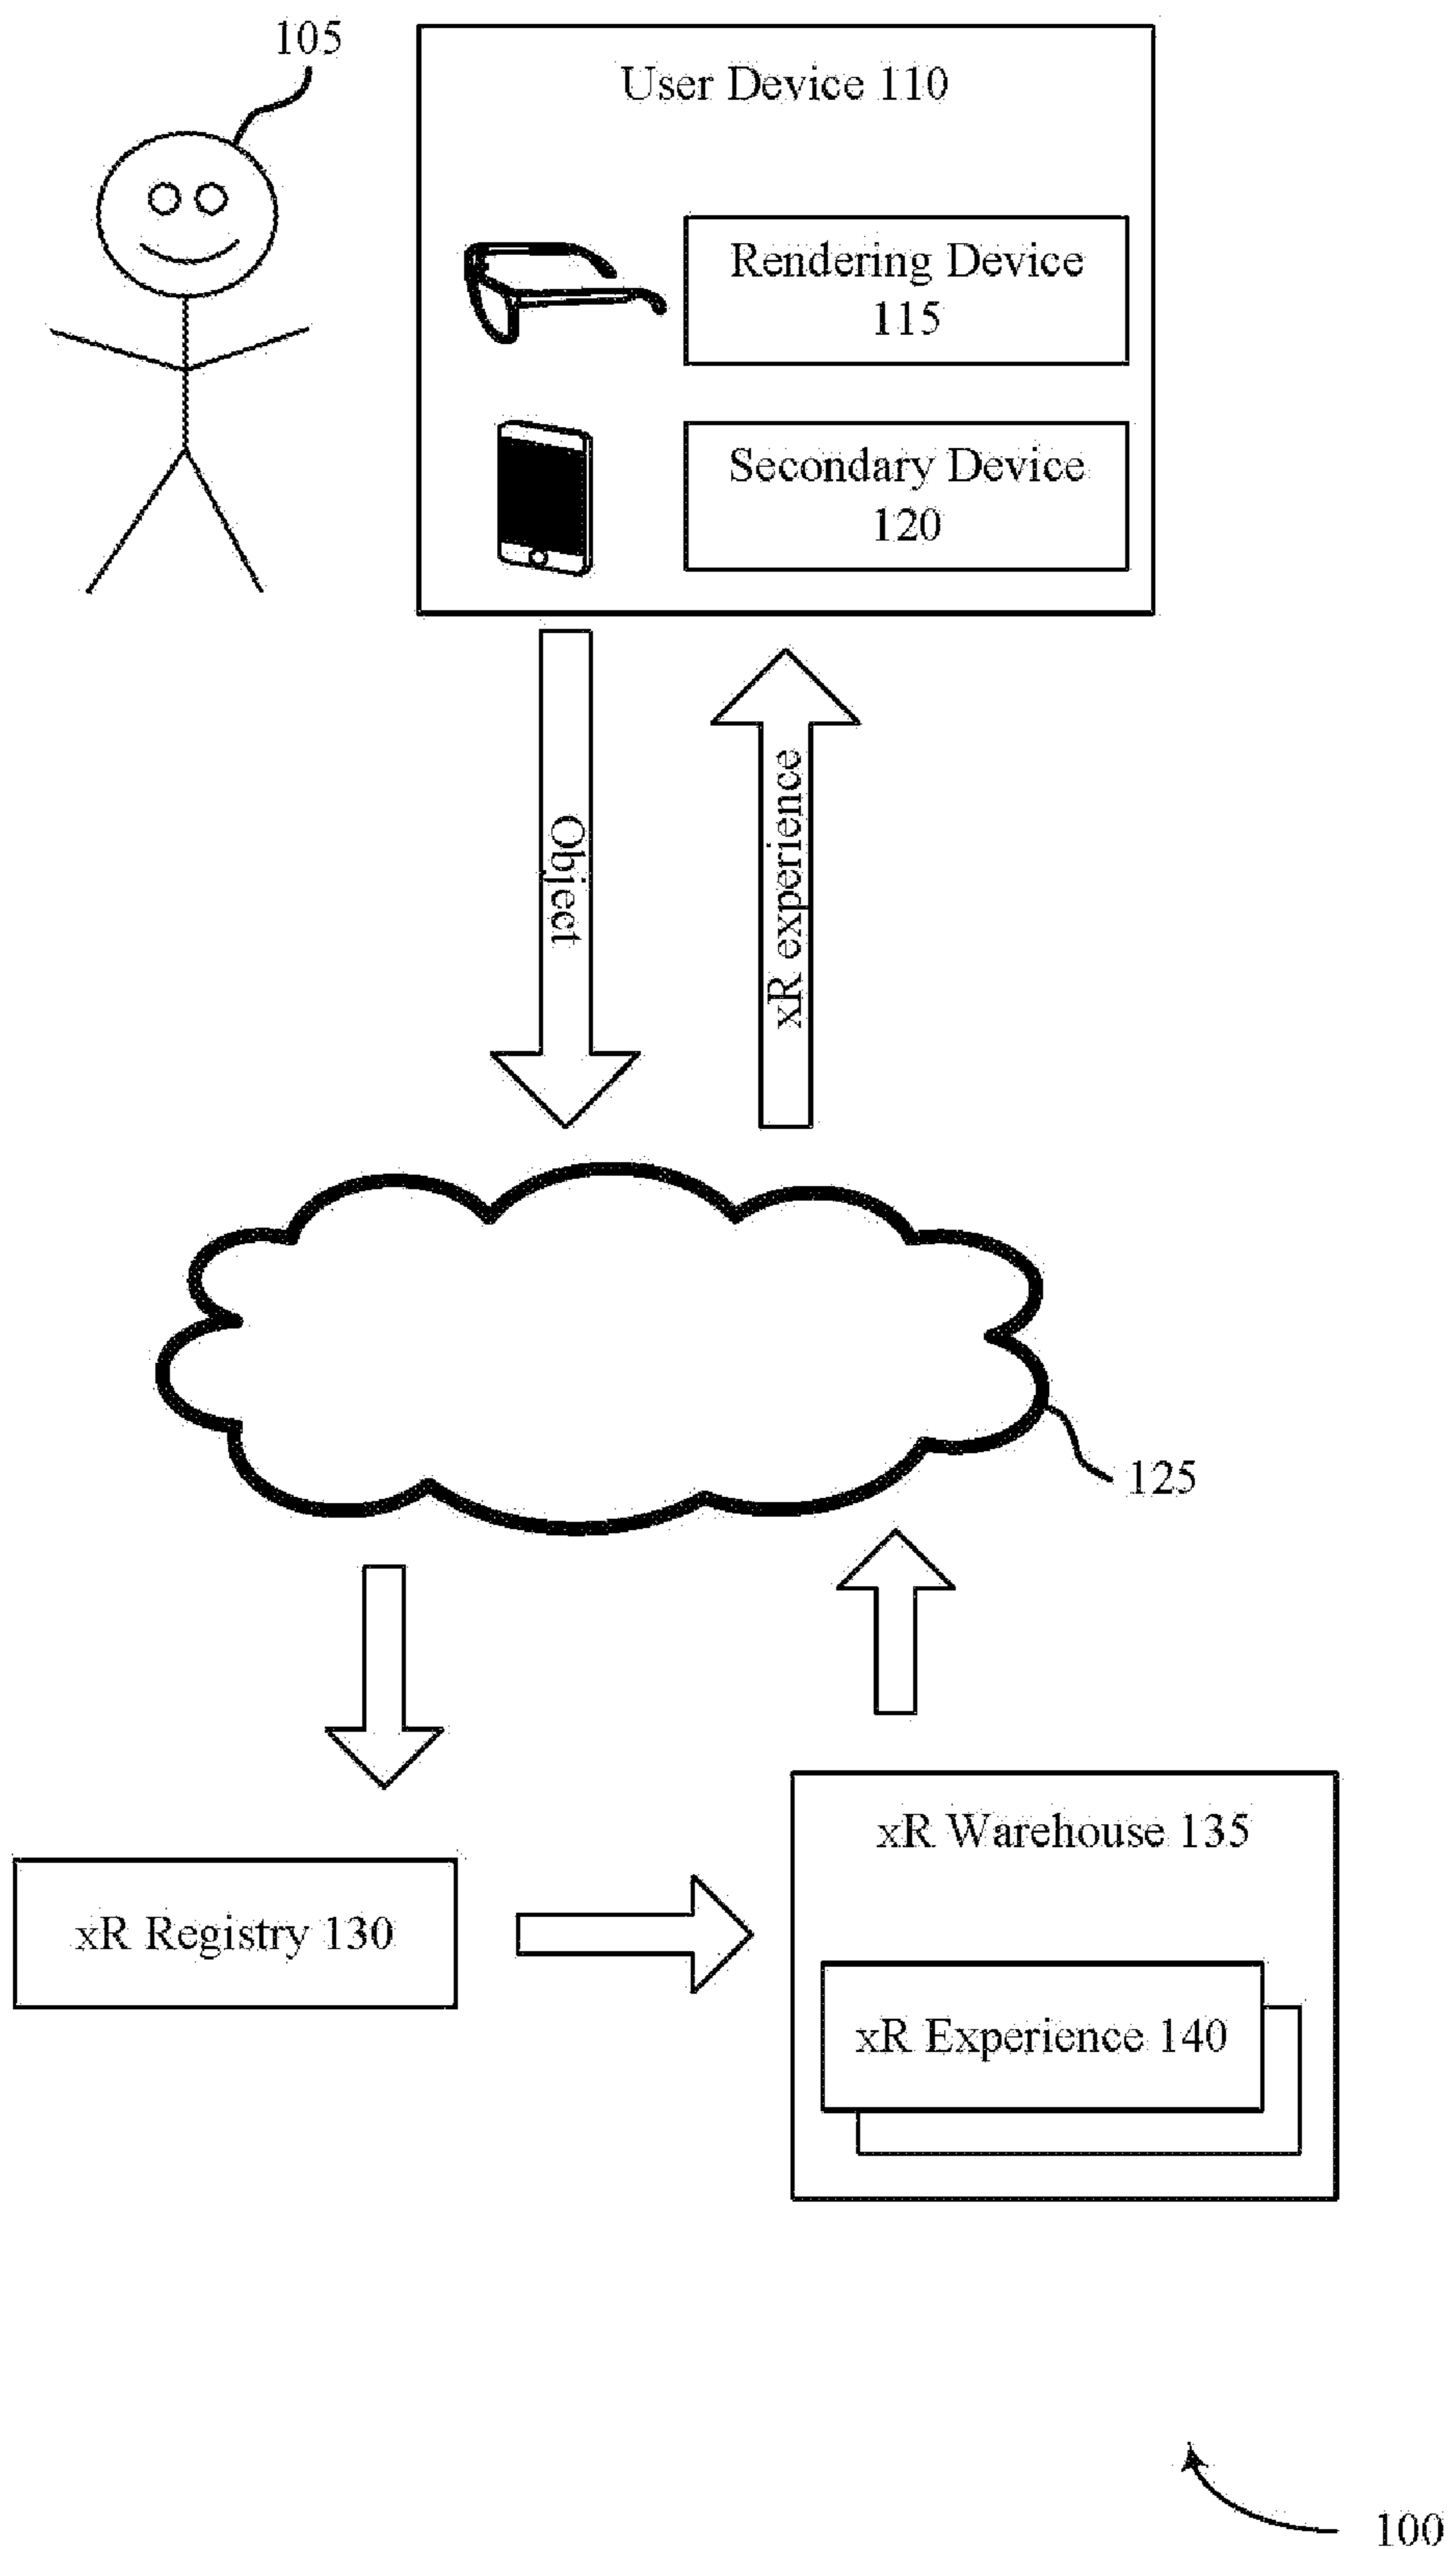 105
User Device 110
Rendering Device
115
Secondary Device
120
Object
xR experience
125
xR Warehouse 135
xR Registry 130
xR Experience 140
100